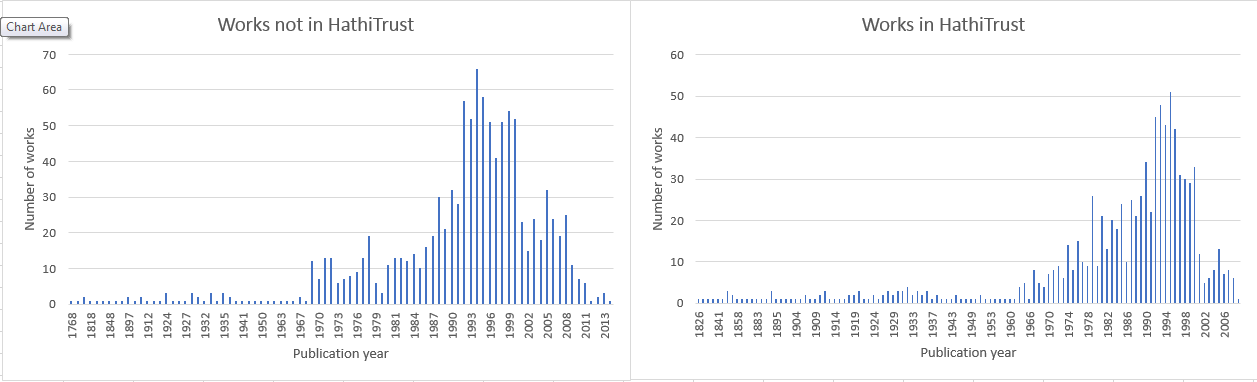 Chart Area
Works not in HathiTrust
70
60
50
40
30
20
10
0
Number of works
1768 1818 1848 1897 1912 1924 1927 1932 1935 1941 1950 1963 1967 1970 1973 1976 1979 1981 1984 1987 1990 1993 1996 1999 2002 2005 2008 2011 2013
Publication year
Works in HathiTrust
60
50
40
30
20
10
0
Number of works
1826 1841 1858 1883 1895 1904 1909 1914 1919 1924 1929 1933 1937 1943 1949 1953 1960 1966 1970 1974 1978 1982 1986 1990 1994 1998 2002 2006
Publication year